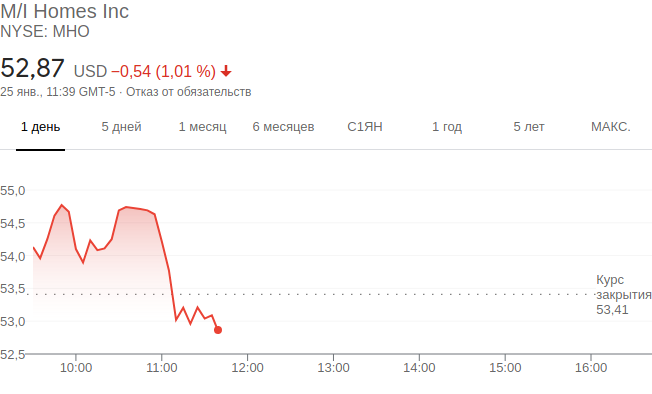 M/I Homes Inc
NYSE: MHO
52,87 USD −0,54 (1,01 %)
25 янв., 11:39 GMT-5 · Отказ от обязательств
1 день 5 дней 1 месяц 6 месяцев С1ЯН 1 год 5 лет МАКС.
55,0
54,5
54,0
53,5
53,0
52,5
Курс
закрытия
53,41
10:00 11:00 12:00 13:00 14:00 15:00 16:00